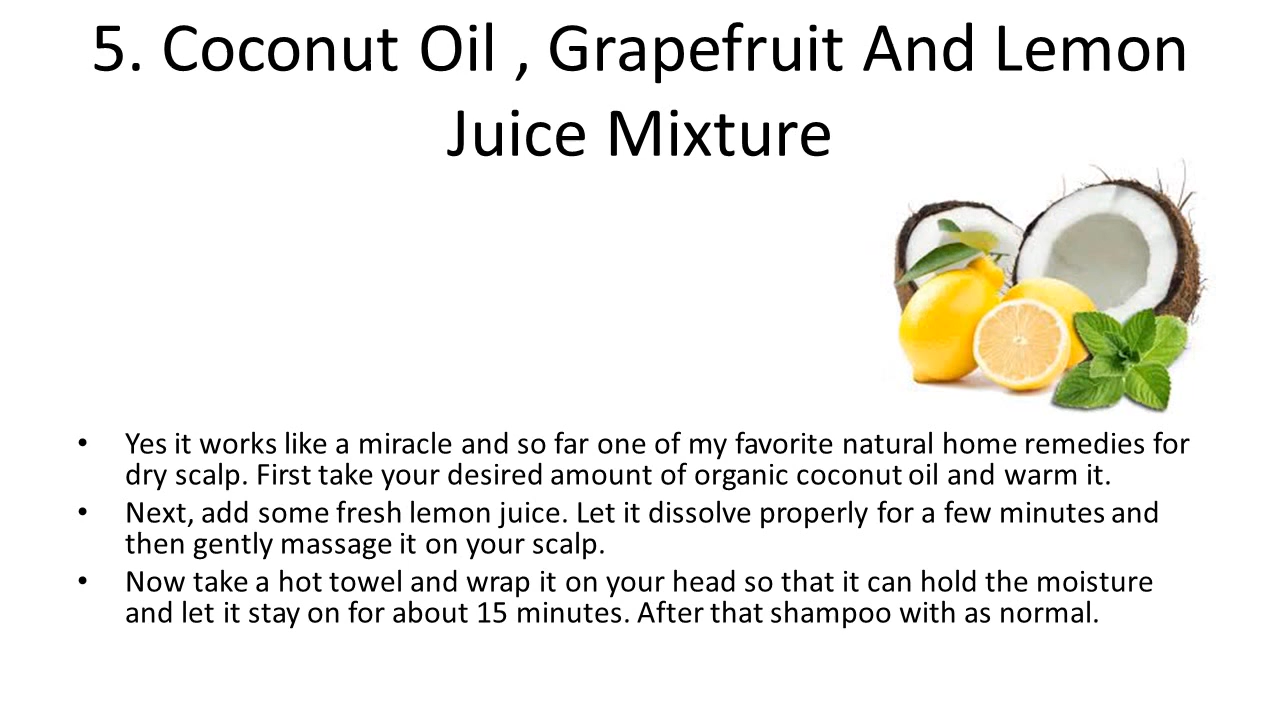 5. Coconut Oil , Grapefruit And Lemon
Juice Mixture
• Yes it works like a miracle and so far one of my favorite natural home remedies for
dry scalp. First take your desired amount of organic coconut oil and warm it.
• Next, add some fresh lemon juice. Let it dissolve properly for a few minutes and
then gently massage it on your scalp.
• Now take a hot towel and wrap it on your head so that it can hold the moisture
and let it stay on for about 15 minutes. After that shampoo with as normal.